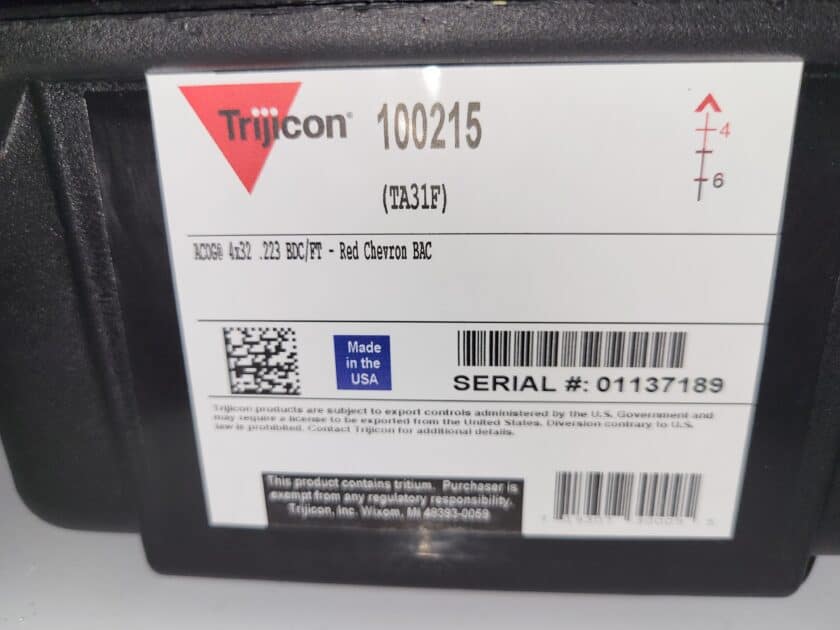 Trijicon®
100215
(TA31F)
4
6
ACOG® 4x32 .223 BDC/FT - Red Chevron BAC
Made
in the
USA
SERIAL #: 01137189
Trijicon products are subject to export controls administered by the U.S. Government and
may require a license to be exported from the United States. Diversion contrary to U.S.
law is prohibited. Contact Trijicon for additional details.
This product contains tritium. Purchaser is
exempt from any regulatory responsibility.
Trijicon, Inc. Wixom, MI 48393-0059